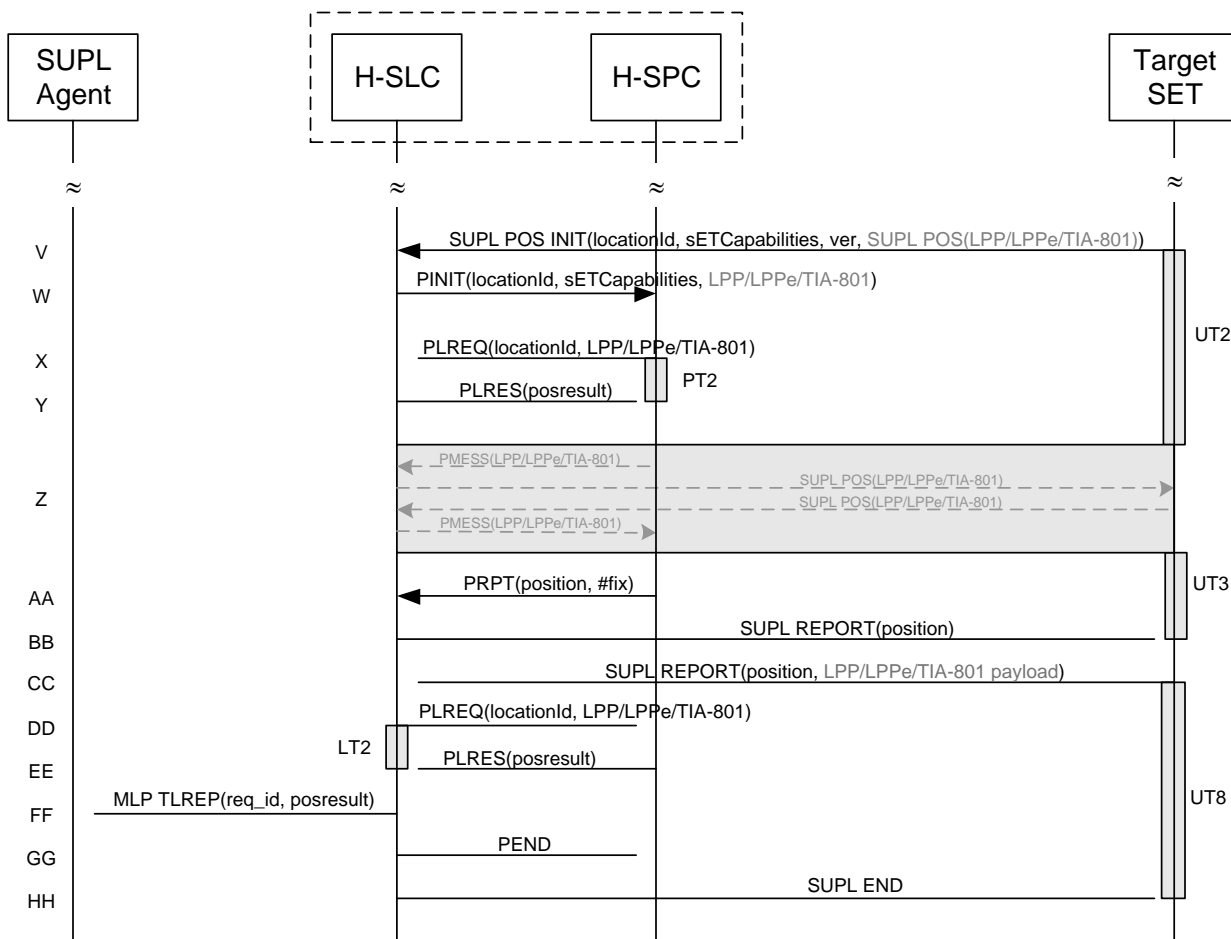 SUPL
Agent
H-SLC
H-SPC
Target
SET
≈
≈
≈
≈
V
SUPL POS INIT(locationId, sETCapabilities, ver, SUPL POS(LPP/LPPe/TIA-801))
W
PINIT(locationId, sETCapabilities, LPP/LPPe/TIA-801)
UT2
X
PLREQ(locationId, LPP/LPPe/TIA-801)
PT2
Y
PLRES(posresult)
Z
PMESS(LPP/LPPe/TIA-801)
SUPL POS(LPP/LPPe/TIA-801)
SUPL POS(LPP/LPPe/TIA-801)
PMESS(LPP/LPPe/TIA-801)
AA
PRPT(position, #fix)
UT3
BB
SUPL REPORT(position)
CC
SUPL REPORT(position, LPP/LPPe/TIA-801 payload)
DD
PLREQ(locationId, LPP/LPPe/TIA-801)
LT2
EE
PLRES(posresult)
FF
MLP TLREP(req_id, posresult)
UT8
GG
PEND
HH
SUPL END